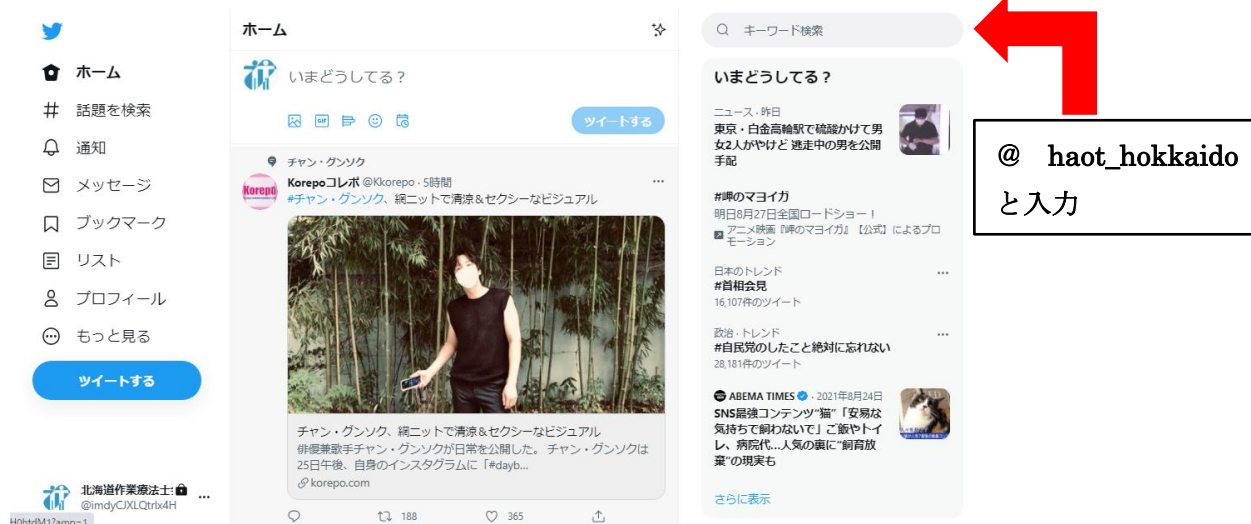 ホーム
話題を検索
通知
メッセージ
ブックマーク
リスト
プロフィール
もっと見る
ツイートする
北海道作業療法士
@imdyCJXLQtrlx4H
H0htdM1?amp=1
ホーム
いまどうしてる？
GIF
ツイートする
チャン・グンソク
Korepo
Korepoコレポ @Kkorepo · 5時間
#チャン・グンソク、網ニットで清涼＆セクシーなビジュアル
チャン・グンソク、網ニットで清涼＆セクシーなビジュアル
俳優兼歌手チャン・グンソクが日常を公開した。 チャン・グンソクは
25日午後、自身のインスタグラムに「#dayb...
korepo.com
188
365
キーワード検索
いまどうしてる？
ニュース · 昨日
東京・白金高輪駅で硫酸かけて男
女2人がやけど 逃走中の男を公開
手配
#岬のマヨイガ
明日8月27日全国ロードショー！
アニメ映画『岬のマヨイガ』【公式】によるプロ
モーション
日本のトレンド
#首相会見
16,107件のツイート
政治 · トレンド
#自民党のしたこと絶対に忘れない
28,181件のツイート
ABEMA TIMES · 2021年8月24日
SNS最強コンテンツ“猫”「安易な
気持ちで飼わないで」ご飯やトイ
レ、病院代...人気の裏に“飼育放
棄”の現実も
さらに表示
@ haot_hokkaido
と入力